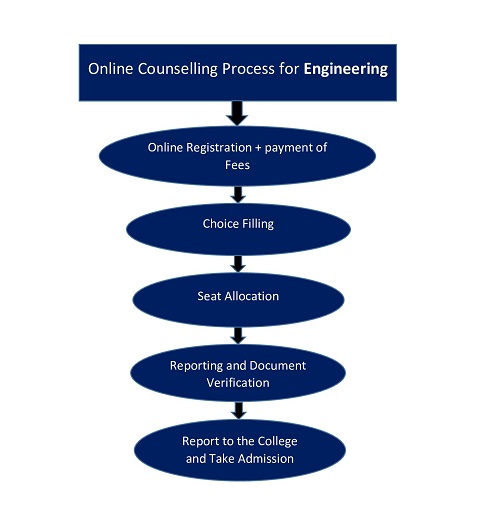 Online Counselling Process for Engineering
Online Registration + payment of
Fees
Choice Filling
Seat Allocation
Reporting and Document
Verification
Report to the College
and Take Admission